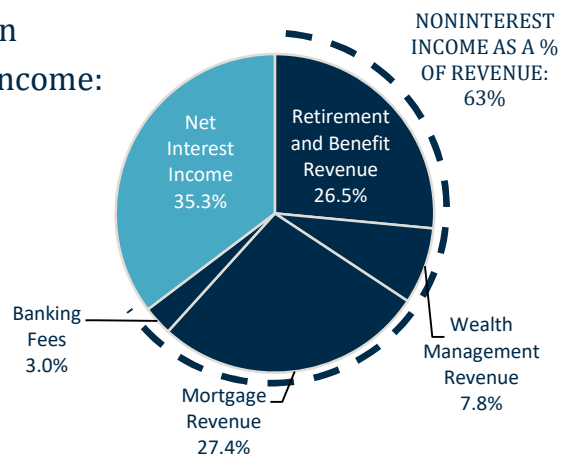 n
ncome:
NONINTEREST
INCOME AS A %
OF REVENUE:
63%
Net
Interest
Income
35.3%
Retirement
and Benefit
Revenue
26.5%
Banking
Fees
3.0%
Wealth
Management
Revenue
7.8%
Mortgage
Revenue
27.4%